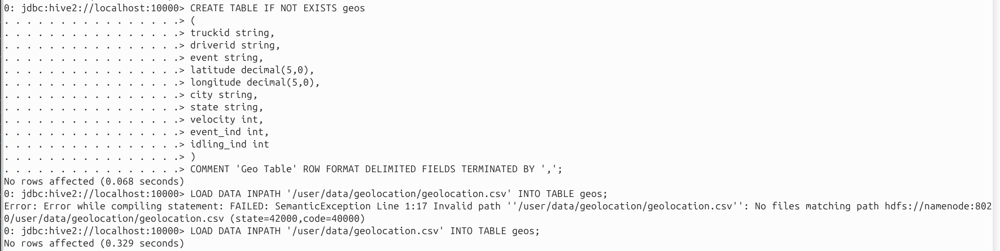 0: jdbc:hive2://localhost:10000> CREATE TABLE IF NOT EXISTS geos
. . . . . . . . . . . . . . . .> (
. . . . . . . . . . . . . . . .> truckid string,
. . . . . . . . . . . . . . . .> driverid string,
. . . . . . . . . . . . . . . .> event string,
. . . . . . . . . . . . . . . .> latitude decimal(5,0),
. . . . . . . . . . . . . . . .> longitude decimal(5,0),
. . . . . . . . . . . . . . . .> city string,
. . . . . . . . . . . . . . . .> state string,
. . . . . . . . . . . . . . . .> velocity int,
. . . . . . . . . . . . . . . .> event_ind int,
. . . . . . . . . . . . . . . .> idling_ind int
. . . . . . . . . . . . . . . .> )
. . . . . . . . . . . . . . . .> COMMENT 'Geo Table' ROW FORMAT DELIMITED FIELDS TERMINATED BY ',';
No rows affected (0.068 seconds)
0: jdbc:hive2://localhost:10000> LOAD DATA INPATH '/user/data/geolocation/geolocation.csv' INTO TABLE geos;
Error: Error while compiling statement: FAILED: SemanticException Line 1:17 Invalid path ''/user/data/geolocation/geolocation.csv'': No files matching path hdfs://namenode:802
0/user/data/geolocation/geolocation.csv (state=42000,code=40000)
0: jdbc:hive2://localhost:10000> LOAD DATA INPATH '/user/data/geolocation.csv' INTO TABLE geos;
No rows affected (0.329 seconds)